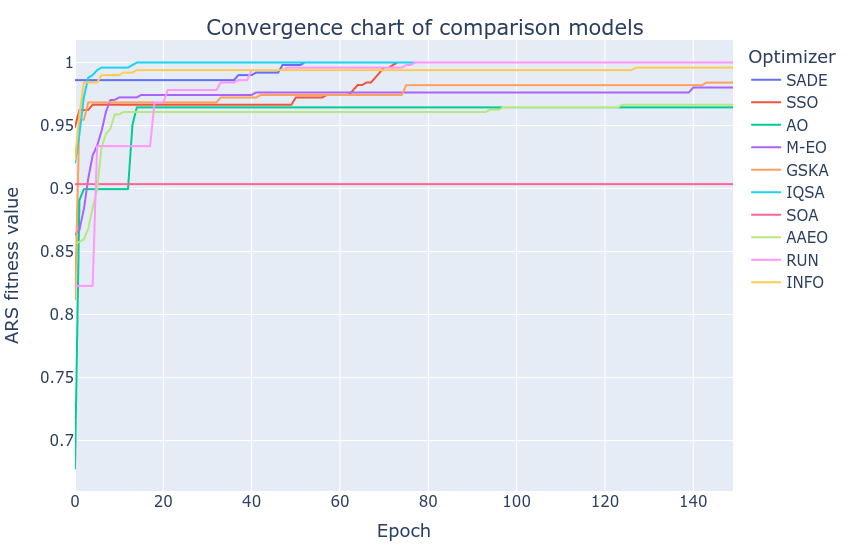 Convergence chart of comparison models
ARS fitness value
1
0.95
0.9
0.85
0.8
0.75
0.7
0
20
40
60
80
100
120
140
Epoch
Optimizer
SADE
SSO
AO
M-EO
GSKA
IQSA
SOA
AAEO
RUN
INFO